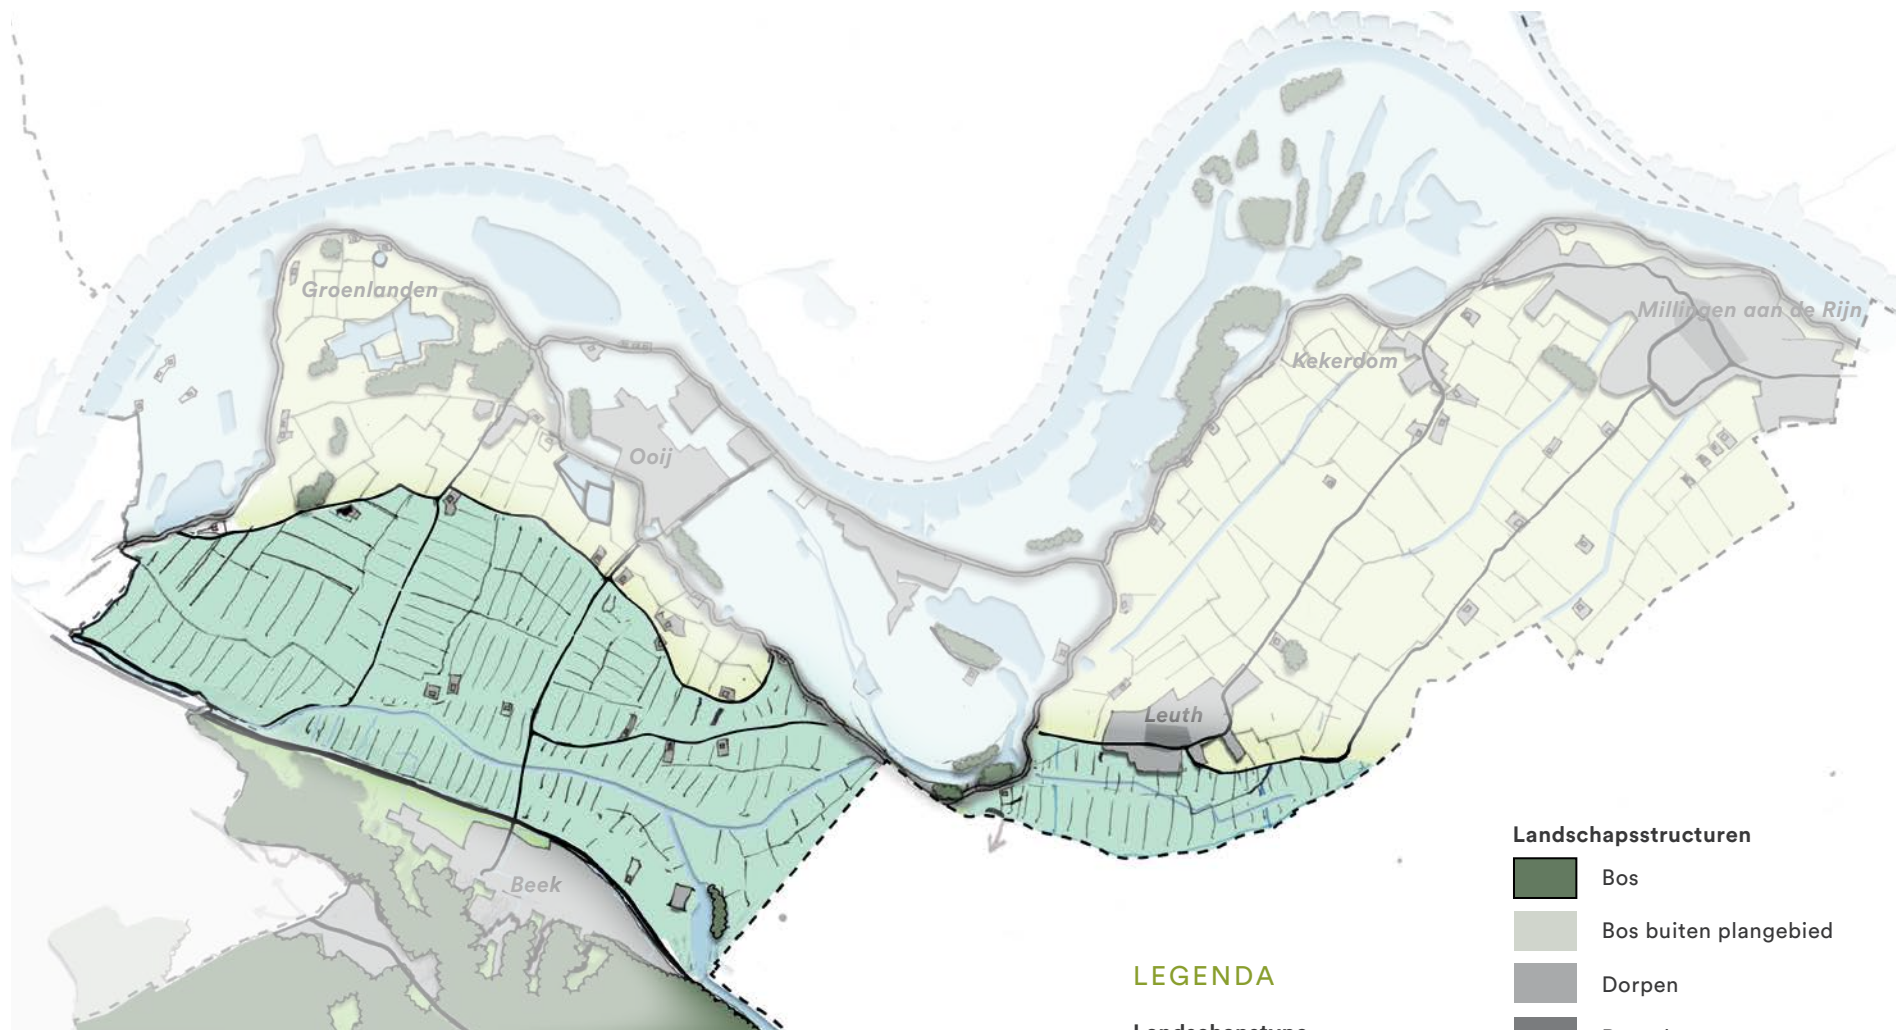 Groenlanden
Millingen aan de Rijn
Kekerdom
Ooij
Leuth
Beek
Landschapsstructuren
Bos
Bos buiten plangebied
Dorpen
LEGENDA